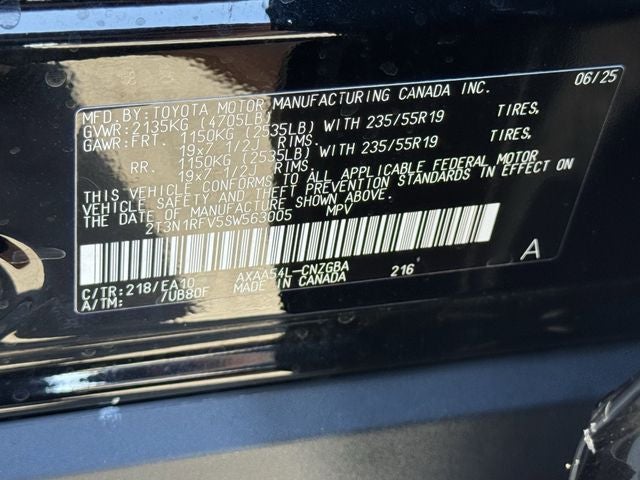 MFD.BY:TOYOTA MOTOR MANUFACTURING CANADA INC. 06/25
GVWR:2135KG (4705LB)
GAWR:FRT. 1150KG (2535LB) WITH 235/55R19 TIRES,
19x7 1/2J RIMS.
RR. 1150KG (2535LB) WITH 235/55R19 TIRES,
19x7 1/2J RIMS.
THIS VEHICLE CONFORMS TO ALL APPLICABLE FEDERAL MOTOR
VEHICLE SAFETY AND THEFT PREVENTION STANDARDS IN EFFECT ON
THE DATE OF MANUFACTURE SHOWN ABOVE.
2T3N1RFV5SW563005 MPV
C/TR:218/EA10 AXAA54L-CNZGBA 216 A
A/TM: /UB80F MADE IN CANADA